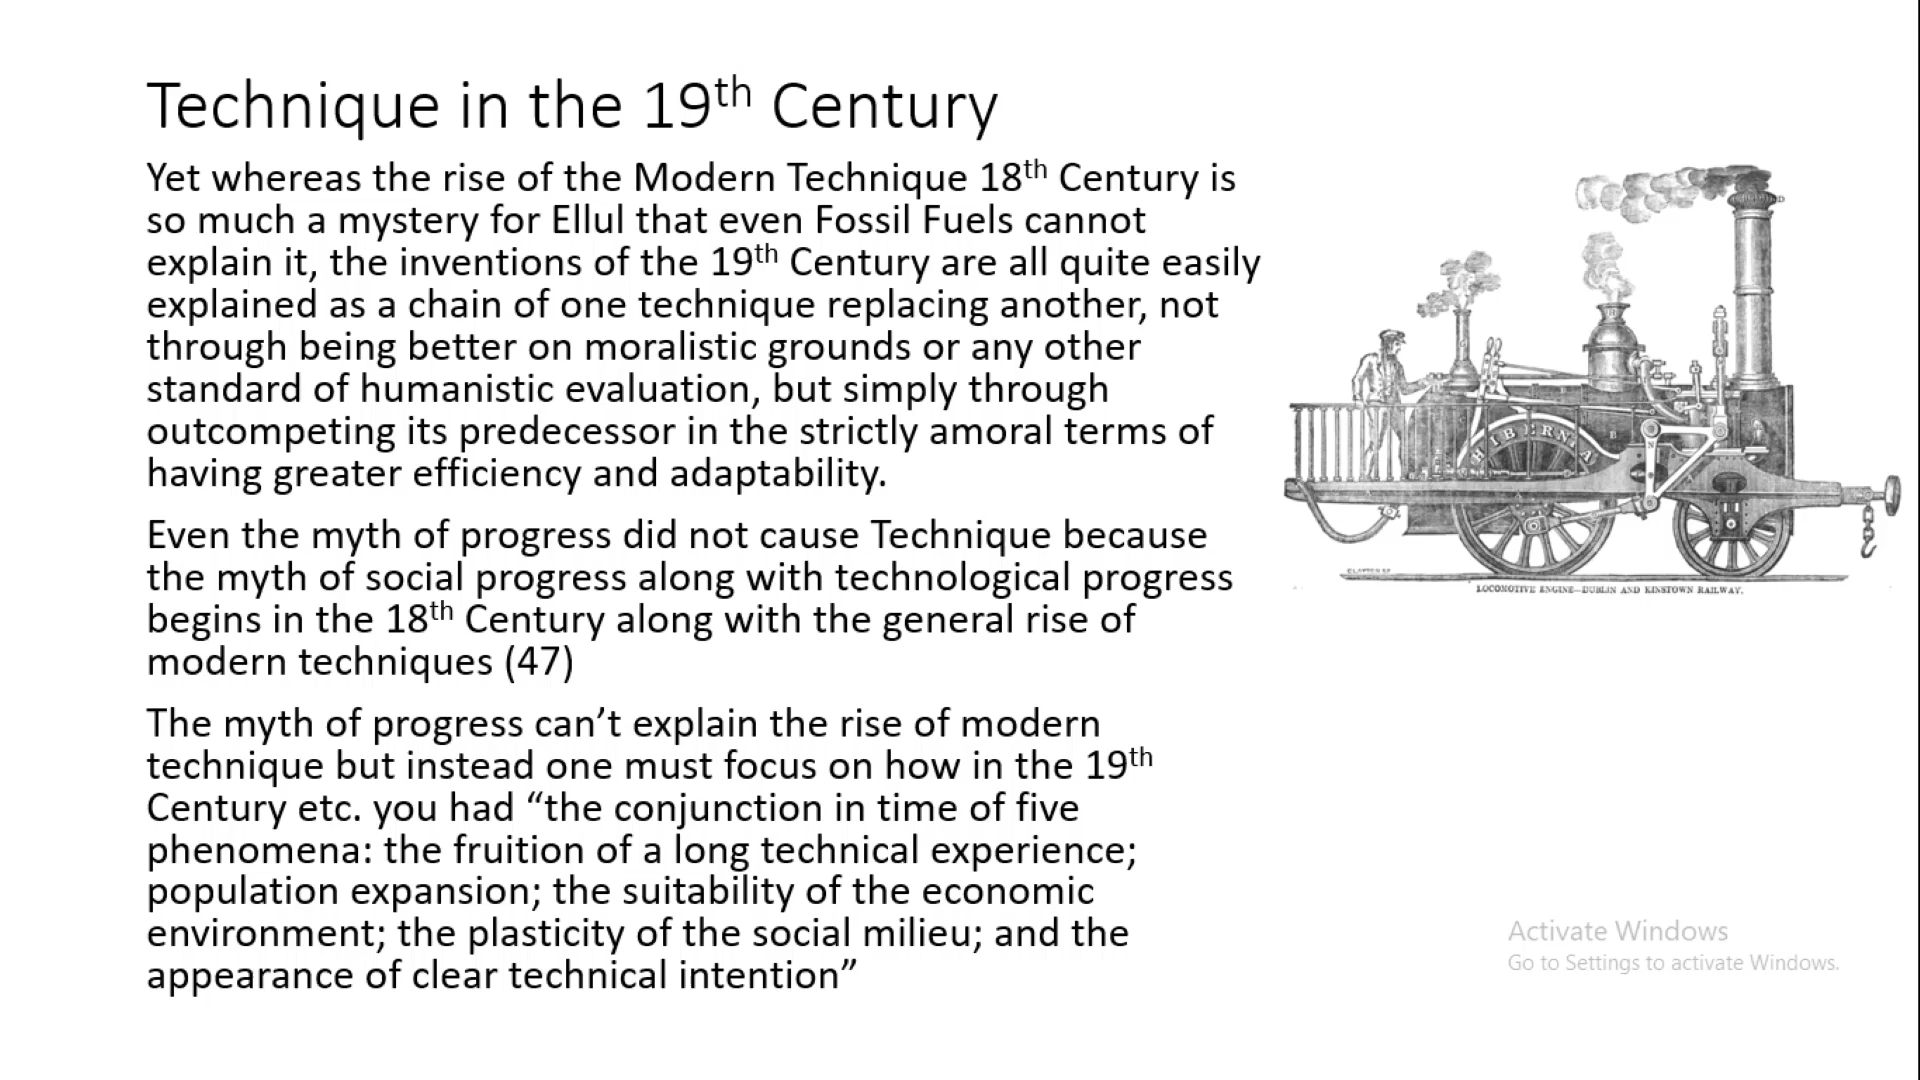 Technique in the 19th Century
Yet whereas the rise of the Modern Technique 18th Century is
so much a mystery for Ellul that even Fossil Fuels cannot
explain it, the inventions of the 19th Century are all quite easily
explained as a chain of one technique replacing another, not
through being better on moralistic grounds or any other
standard of humanistic evaluation, but simply through
outcompeting its predecessor in the strictly amoral terms of
having greater efficiency and adaptability.
Even the myth of progress did not cause Technique because
the myth of social progress along with technological progress
begins in the 18th Century along with the general rise of
modern techniques (47)
The myth of progress can’t explain the rise of modern
technique but instead one must focus on how in the 19th
Century etc. you had “the conjunction in time of five
phenomena: the fruition of a long technical experience;
population expansion; the suitability of the economic
environment; the plasticity of the social milieu; and the
appearance of clear technical intention”
HIBERNIA
CLAYTON SC
LOCOMOTIVE ENGINE—DUBLIN AND KINSTOWN RAILWAY.
Activate Windows
Go to Settings to activate Windows.